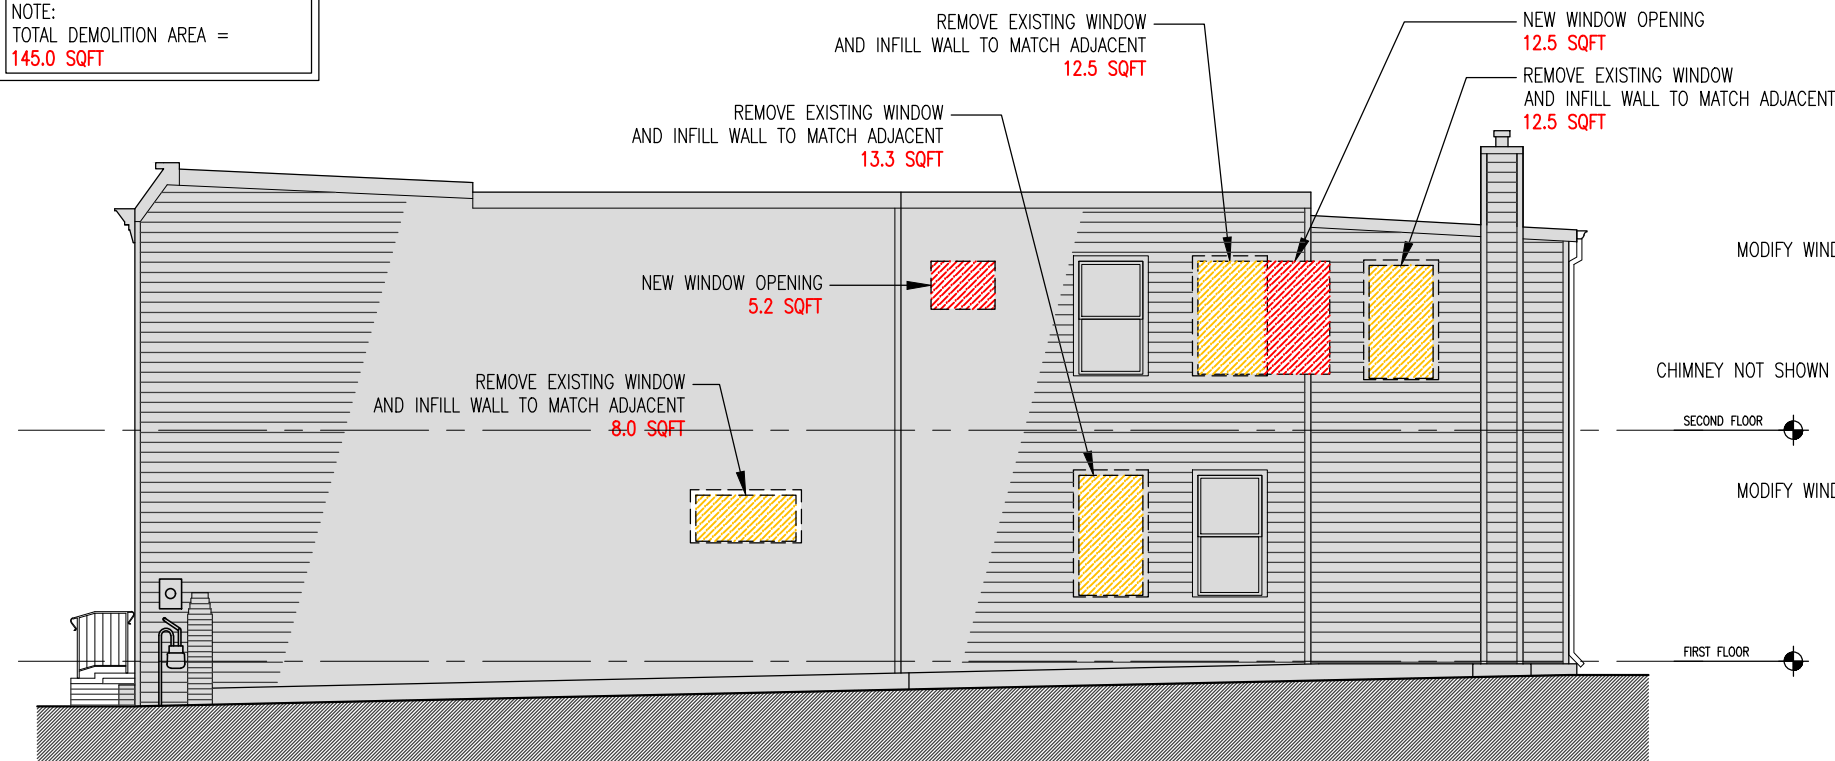 NOTE:
TOTAL DEMOLITION AREA =
145.0 SQFT
REMOVE EXISTING WINDOW
AND INFILL WALL TO MATCH ADJACENT
12.5 SQFT
NEW WINDOW OPENING
12.5 SQFT
REMOVE EXISTING WINDOW
AND INFILL WALL TO MATCH ADJACENT
12.5 SQFT
REMOVE EXISTING WINDOW
AND INFILL WALL TO MATCH ADJACENT
13.3 SQFT
MODIFY WIND
NEW WINDOW OPENING
5.2 SQFT
CHIMNEY NOT SHOWN
REMOVE EXISTING WINDOW
AND INFILL WALL TO MATCH ADJACENT
8.0 SQFT
SECOND FLOOR
MODIFY WIND
FIRST FLOOR